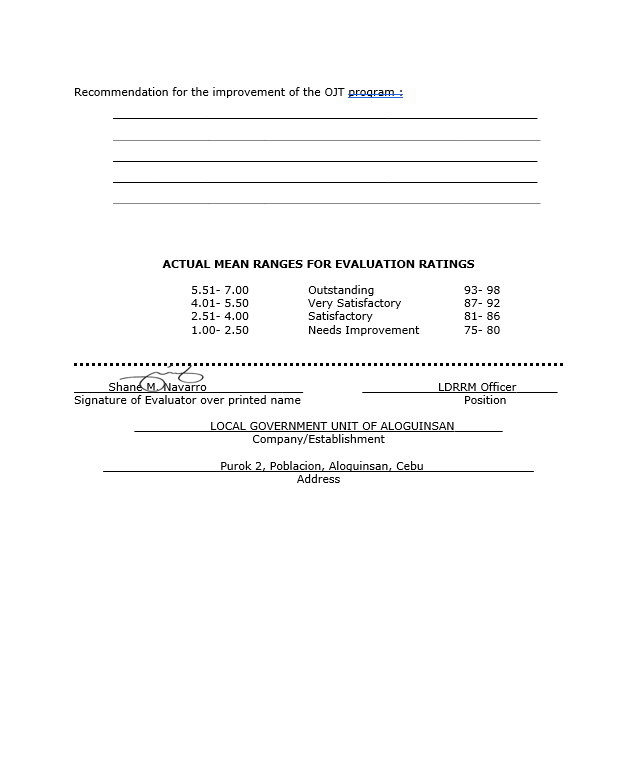 Recommendation for the improvement of the OJT program :
ACTUAL MEAN RANGES FOR EVALUATION RATINGS
5.51- 7.00 Outstanding 93- 98
4.01- 5.50 Very Satisfactory 87- 92
2.51- 4.00 Satisfactory 81- 86
1.00- 2.50 Needs Improvement 75- 80
Shane M. Navarro LDRRM Officer
Signature of Evaluator over printed name Position
LOCAL GOVERNMENT UNIT OF ALOGUINSAN
Company/Establishment
Purok 2, Poblacion, Aloguinsan, Cebu
Address